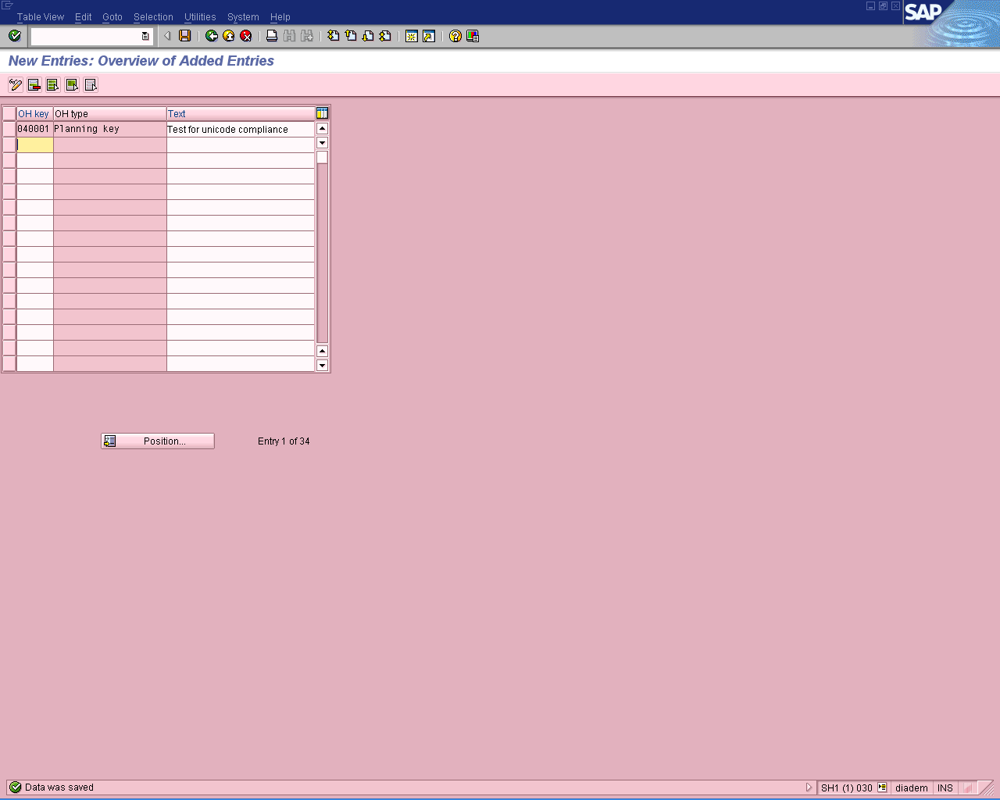 Table View Edit Goto Selection Utilities System Help
SAP
New Entries: Overview of Added Entries
OH key OH type Text
040001 Planning key Test for unicode compliance
Position... Entry 1 of 34
Data was saved SH1 (1) 030 diadem INS